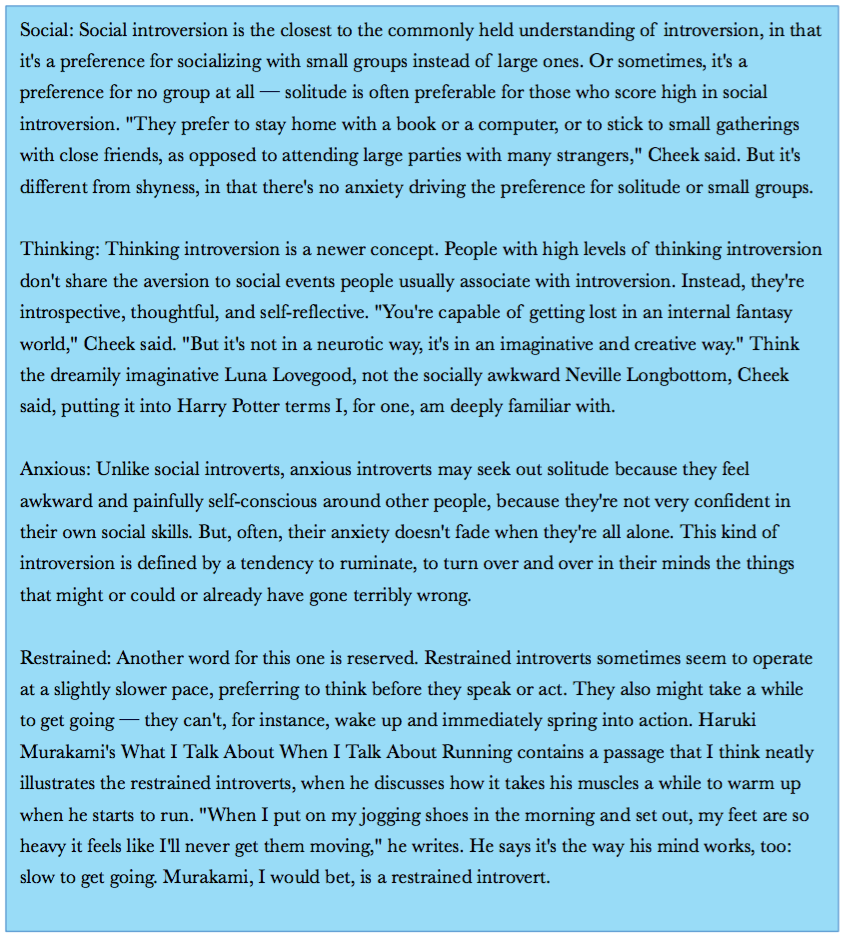 Social: Social introversion is the closest to the commonly held understanding of introversion, in that
it's a preference for socializing with small groups instead of large ones. Or sometimes, it's a
preference for no group at all — solitude is often preferable for those who score high in social
introversion. "They prefer to stay home with a book or a computer, or to stick to small gatherings
with close friends, as opposed to attending large parties with many strangers," Cheek said. But it's
different from shyness, in that there's no anxiety driving the preference for solitude or small groups.
Thinking: Thinking introversion is a newer concept. People with high levels of thinking introversion
don't share the aversion to social events people usually associate with introversion. Instead, they're
introspective, thoughtful, and self-reflective. "You're capable of getting lost in an internal fantasy
world," Cheek said. "But it's not in a neurotic way, it's in an imaginative and creative way." Think
the dreamily imaginative Luna Lovegood, not the socially awkward Neville Longbottom, Cheek
said, putting it into Harry Potter terms I, for one, am deeply familiar with.
Anxious: Unlike social introverts, anxious introverts may seek out solitude because they feel
awkward and painfully self-conscious around other people, because they're not very confident in
their own social skills. But, often, their anxiety doesn't fade when they're all alone. This kind of
introversion is defined by a tendency to ruminate, to turn over and over in their minds the things
that might or could or already have gone terribly wrong.
Restrained: Another word for this one is reserved. Restrained introverts sometimes seem to operate
at a slightly slower pace, preferring to think before they speak or act. They also might take a while
to get going — they can't, for instance, wake up and immediately spring into action. Haruki
Murakami's What I Talk About When I Talk About Running contains a passage that I think neatly
illustrates the restrained introverts, when he discusses how it takes his muscles a while to warm up
when he starts to run. "When I put on my jogging shoes in the morning and set out, my feet are so
heavy it feels like I'll never get them moving," he writes. He says it's the way his mind works, too:
slow to get going. Murakami, I would bet, is a restrained introvert.